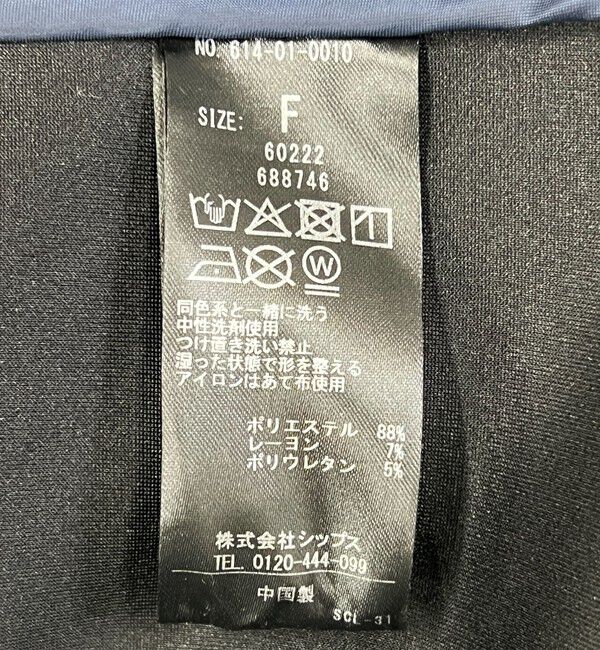 NO. 614-01-0010
SIZE: F
60222
688746
W
同色系と一緒に洗う
中性洗剤使用
つけ置き洗い禁止
湿った状態で形を整える
アイロンはあて布使用
ポリエステル 88%
レーヨン 7%
ポリウレタン 5%
株式会社シップス
TEL. 0120-444-099
中国製
SCL-31